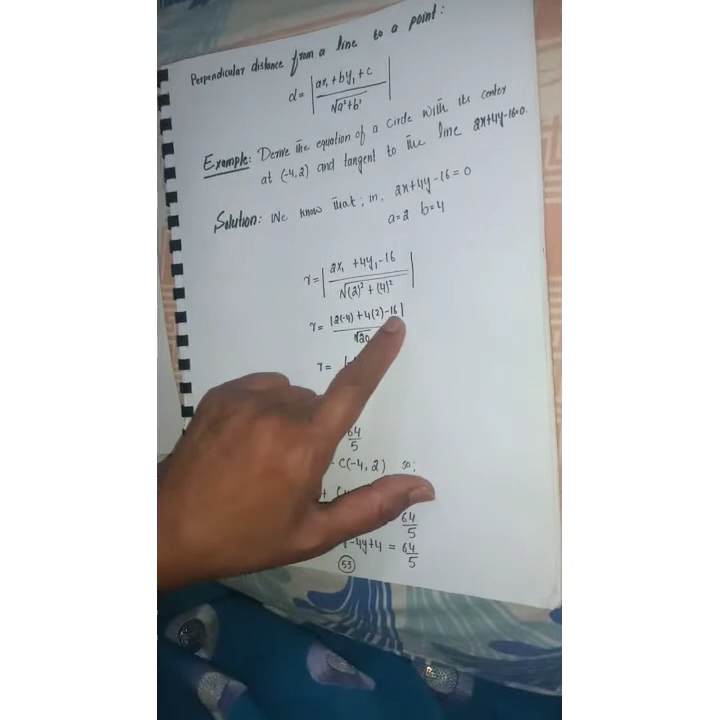 Perpendicular distance from a line to a point:
d = | ax₁ + by₁ + c / √a²+b² |
Example: Derive the equation of a circle with its center
at (-4,2) and tangent to the line 2x+4y-16=0.
Solution: We know that; in, 2x+4y-16=0
a=2 b=4
r = | 2x₁ +4y₁-16 / √(2)²+(4)² |
r = |2(-4)+4(2)-16| / √20
r =
64/5
C(-4,2) so;
64/5
-4y+4 = 64/5
53